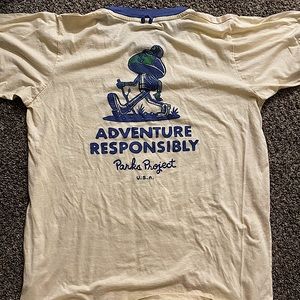 ADVENTURE
RESPONSIBLY
Parks Project
U.S.A.